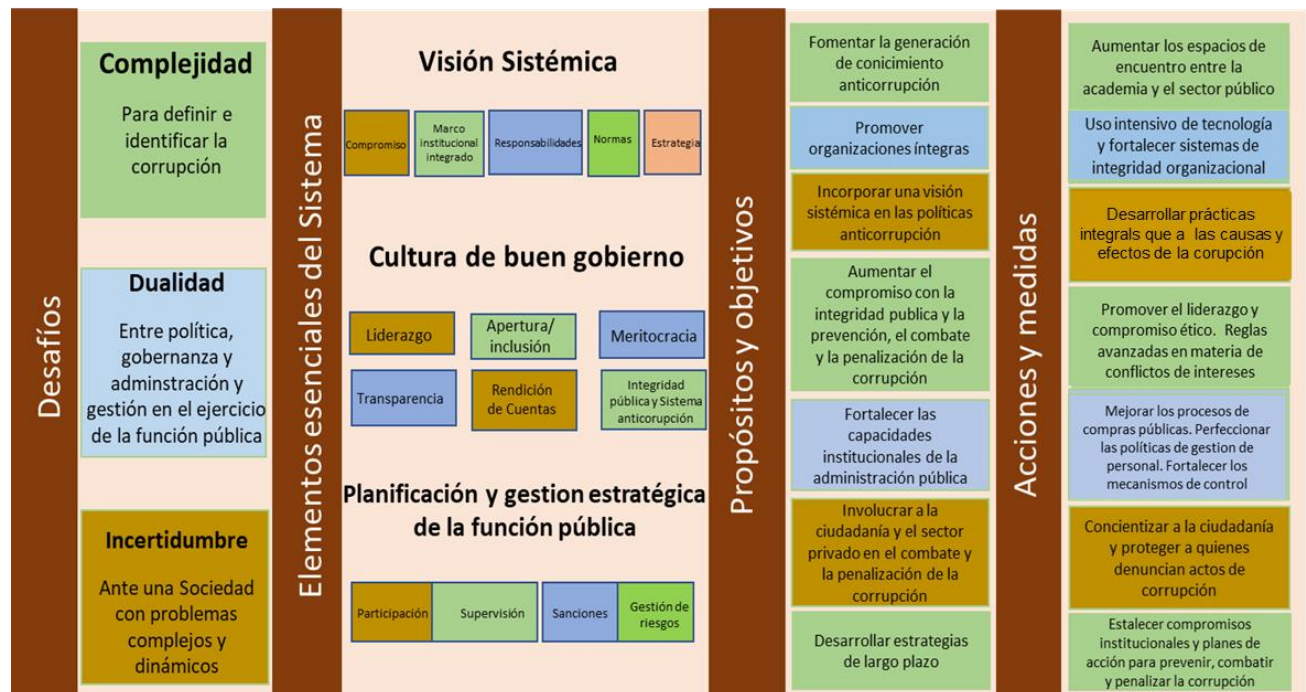 Desafíos
Complejidad
Para definir e
identificar la
corrupción
Dualidad
Entre política,
gobernanza y
adminstración y
gestión en el ejercicio
de la función pública
Incertidumbre
Ante una Sociedad
con problemas
complejos y
dinámicos
Elementos esenciales del Sistema
Visión Sistémica
Compromiso
Marco
institucional
integrado
Responsabilidades
Normas
Estrategia
Cultura de buen gobierno
Liderazgo
Apertura/
inclusión
Meritocracia
Transparencia
Rendición
de Cuentas
Integridad
pública y Sistema
anticorupción
Planificación y gestion estratégica
de la función pública
Participación
Supervisión
Sanciones
Gestión de
riesgos
Propósitos y objetivos
Fomentar la generación
de conicimiento
anticorrupción
Promover
organizaciones íntegras
Incorporar una visión
sistémica en las políticas
anticorrupción
Aumentar el
compromiso con la
integridad publica y la
prevención, el combate
y la penalización de la
corrupción
Fortalecer las
capacidades
institucionales de la
administración pública
Involucrar a la
ciudadanía y el sector
privado en el combate y
la penalización de la
corrupción
Desarrollar estrategias
de largo plazo
Acciones y medidas
Aumentar los espacios de
encuentro entre la
academia y el sector público
Uso intensivo de tecnología
y fortalecer sistemas de
integridad organizacional
Desarrollar prácticas
integrals que a las causas y
efectos de la corupción
Promover el liderazgo y
compromiso ético. Reglas
avanzadas en materia de
conflictos de intereses
Mejorar los procesos de
compras públicas. Perfeccionar
las políticas de gestion de
personal. Fortalecer los
mecanismos de control
Concientizar a la ciudadanía
y proteger a quienes
denuncian actos de
corrupción
Estalecer compromisos
institucionales y planes de
acción para prevenir, combatir
y penalizar la corrupción